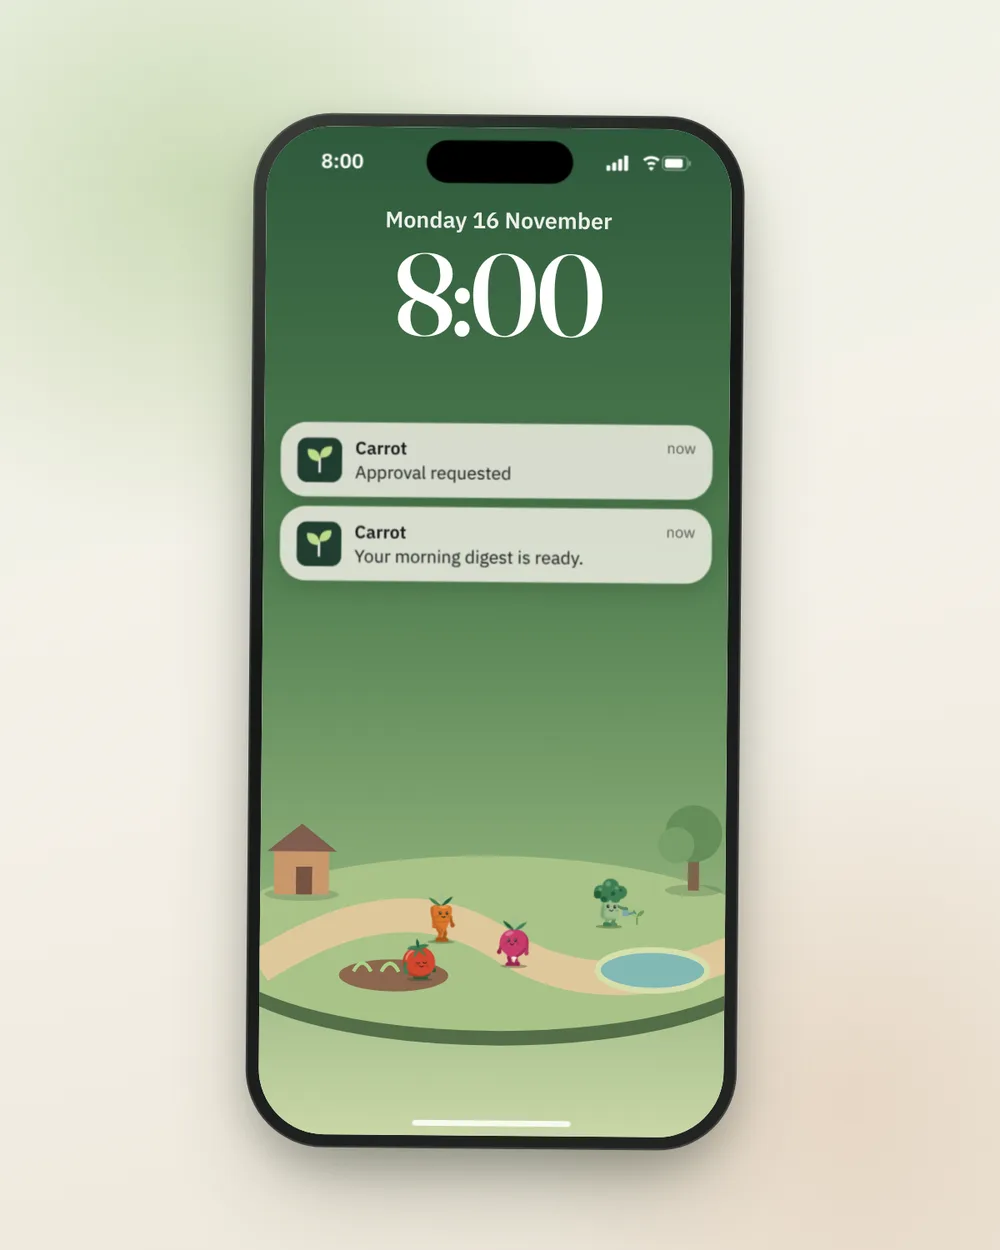 8:00
Monday 16 November
8:00
Carrot now
Approval requested
Carrot now
Your morning digest is ready.